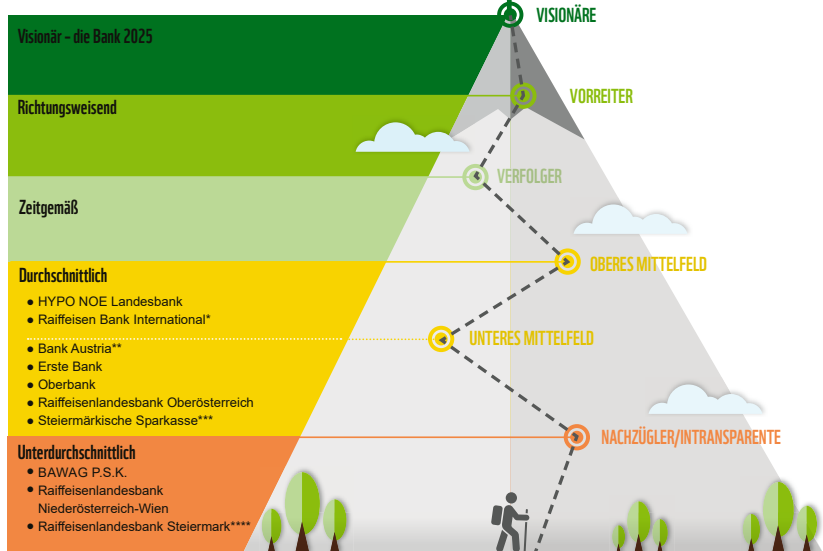 VISIONÄRE
Visionär – die Bank 2025
VORREITER
Richtungsweisend
VERFOLGER
Zeitgemäß
OBERES MITTELFELD
Durchschnittlich
● HYPO NOE Landesbank
● Raiffeisen Bank International*
UNTERES MITTELFELD
● Bank Austria**
● Erste Bank
● Oberbank
● Raiffeisenlandesbank Oberösterreich
● Steiermärkische Sparkasse***
NACHZÜGLER/INTRANSPARENTE
Unterdurchschnittlich
● BAWAG P.S.K.
● Raiffeisenlandesbank
Niederösterreich-Wien
● Raiffeisenlandesbank Steiermark****